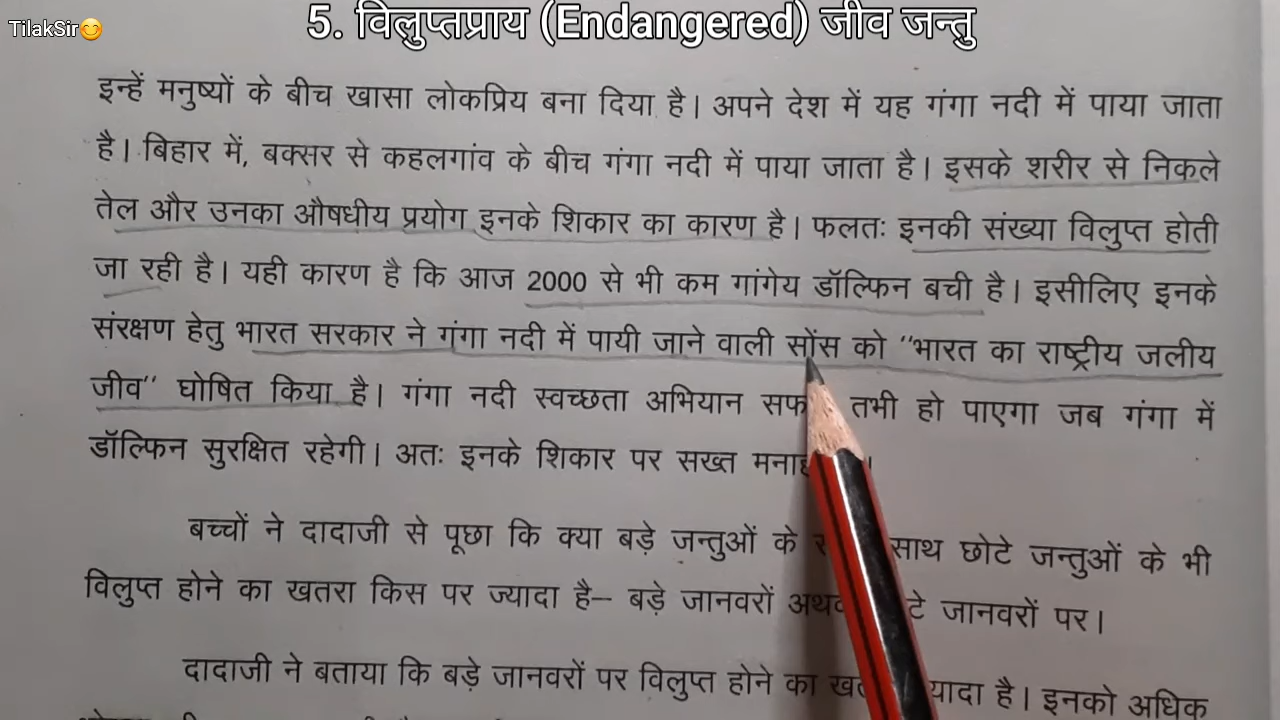 TilakSir😊
5. विलुप्तप्राय (Endangered) जीव जन्तु
इन्हें मनुष्यों के बीच खासा लोकप्रिय बना दिया है। अपने देश में यह गंगा नदी में पाया जाता
है। बिहार में, बक्सर से कहलगांव के बीच गंगा नदी में पाया जाता है। इसके शरीर से निकले
तेल और उनका औषधीय प्रयोग इनके शिकार का कारण है। फलतः इनकी संख्या विलुप्त होती
जा रही है। यही कारण है कि आज 2000 से भी कम गांगेय डॉल्फिन बची है। इसीलिए इनके
संरक्षण हेतु भारत सरकार ने गंगा नदी में पायी जाने वाली सोंस को "भारत का राष्ट्रीय जलीय
जीव" घोषित किया है। गंगा नदी स्वच्छता अभियान तभी हो पाएगा जब गंगा में
डॉल्फिन सुरक्षित रहेगी। अतः इनके शिकार पर सख्त
बच्चों ने दादाजी से पूछा कि क्या बड़े जन्तुओं के साथ छोटे जन्तुओं के भी
विलुप्त होने का खतरा किस पर ज्यादा है– बड़े जानवरों जानवरों पर।
दादाजी ने बताया कि बड़े जानवरों पर विलुप्त होने का है। इनको अधिक